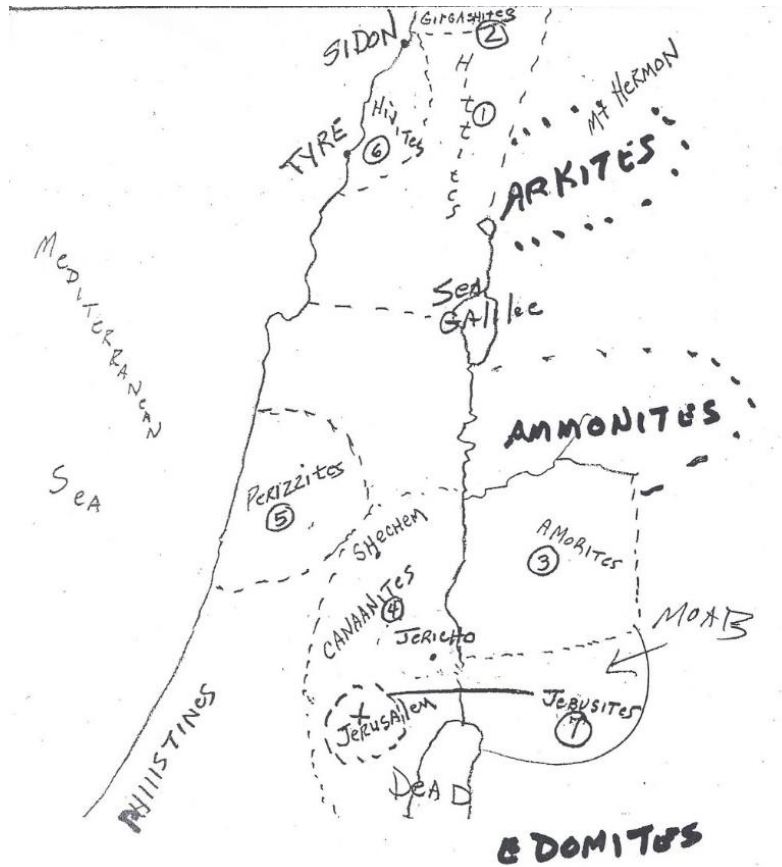 GIRGASHITES
2
SIDON
Hittites
1
HIVITES
6
TYRE
Mt HERMON
ARKITES
MEDITERRANEAN
SeA
SeA
GAlilee
AMMONITES
PERIZZITES
5
SHECHEM
AMORITES
3
CANAANITES
4
JERICHO
MOAB
JERUSAlEM
JEBUSITES
7
PHIlISTINES
DEAD
EDOMITES